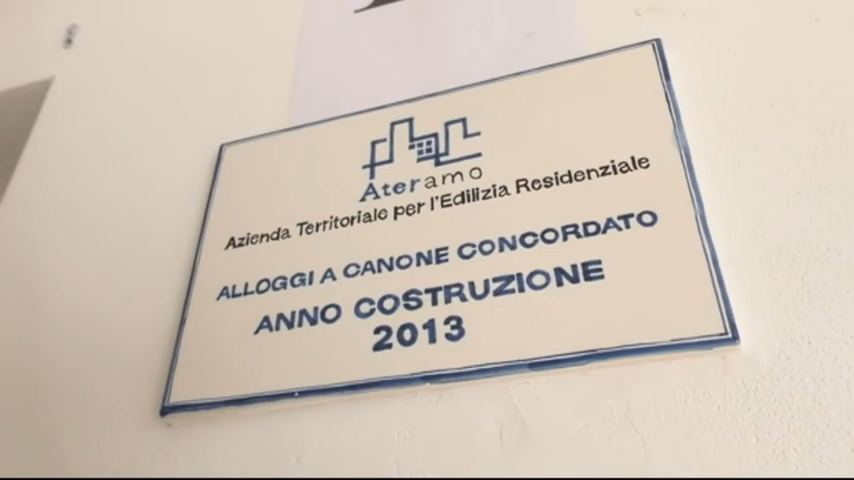 Ateramo
Azienda Territoriale per l'Edilizia Residenziale
ALLOGGI A CANONE CONCORDATO
ANNO COSTRUZIONE
2013